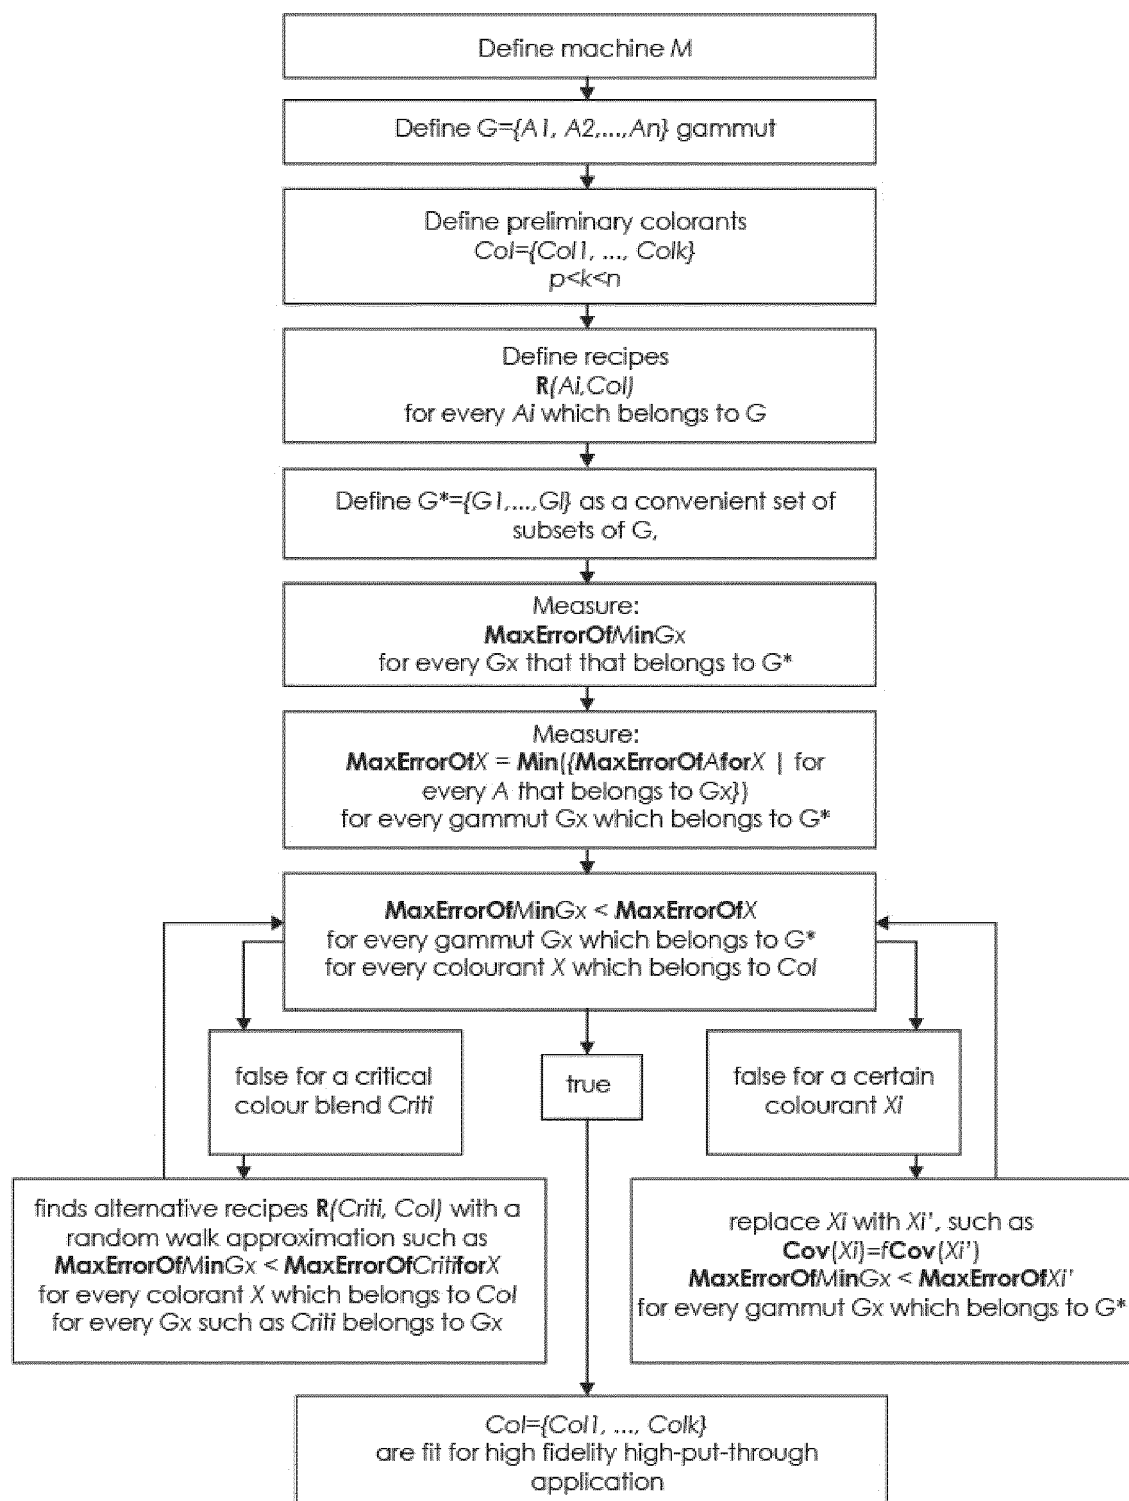 Define machine M
Define G={A1, A2,...,An} gammut
Define preliminary colorants
Col={Col1, ..., Colk}
p<k<n
Define recipes
R(Ai,Col)
for every Ai which belongs to G
Define G*={G1,...,Gl} as a convenient set of
subsets of G,
Measure:
MaxErrorOfMinGx
for every Gx that that belongs to G*
Measure:
MaxErrorOfX = Min({MaxErrorOfAforX | for
every A that belongs to Gx})
for every gammut Gx which belongs to G*
MaxErrorOfMinGx < MaxErrorOfX
for every gammut Gx which belongs to G*
for every colourant X which belongs to Col
false for a critical
colour blend Criti
true
false for a certain
colourant Xi
finds alternative recipes R(Criti, Col) with a
random walk approximation such as
MaxErrorOfMinGx < MaxErrorOfCritiforX
for every colorant X which belongs to Col
for every Gx such as Criti belongs to Gx
replace Xi with Xi', such as
Cov(Xi)=fCov(Xi')
MaxErrorOfMinGx < MaxErrorOfXi'
for every gammut Gx which belongs to G*
Col={Col1, ..., Colk}
are fit for high fidelity high-put-through
application